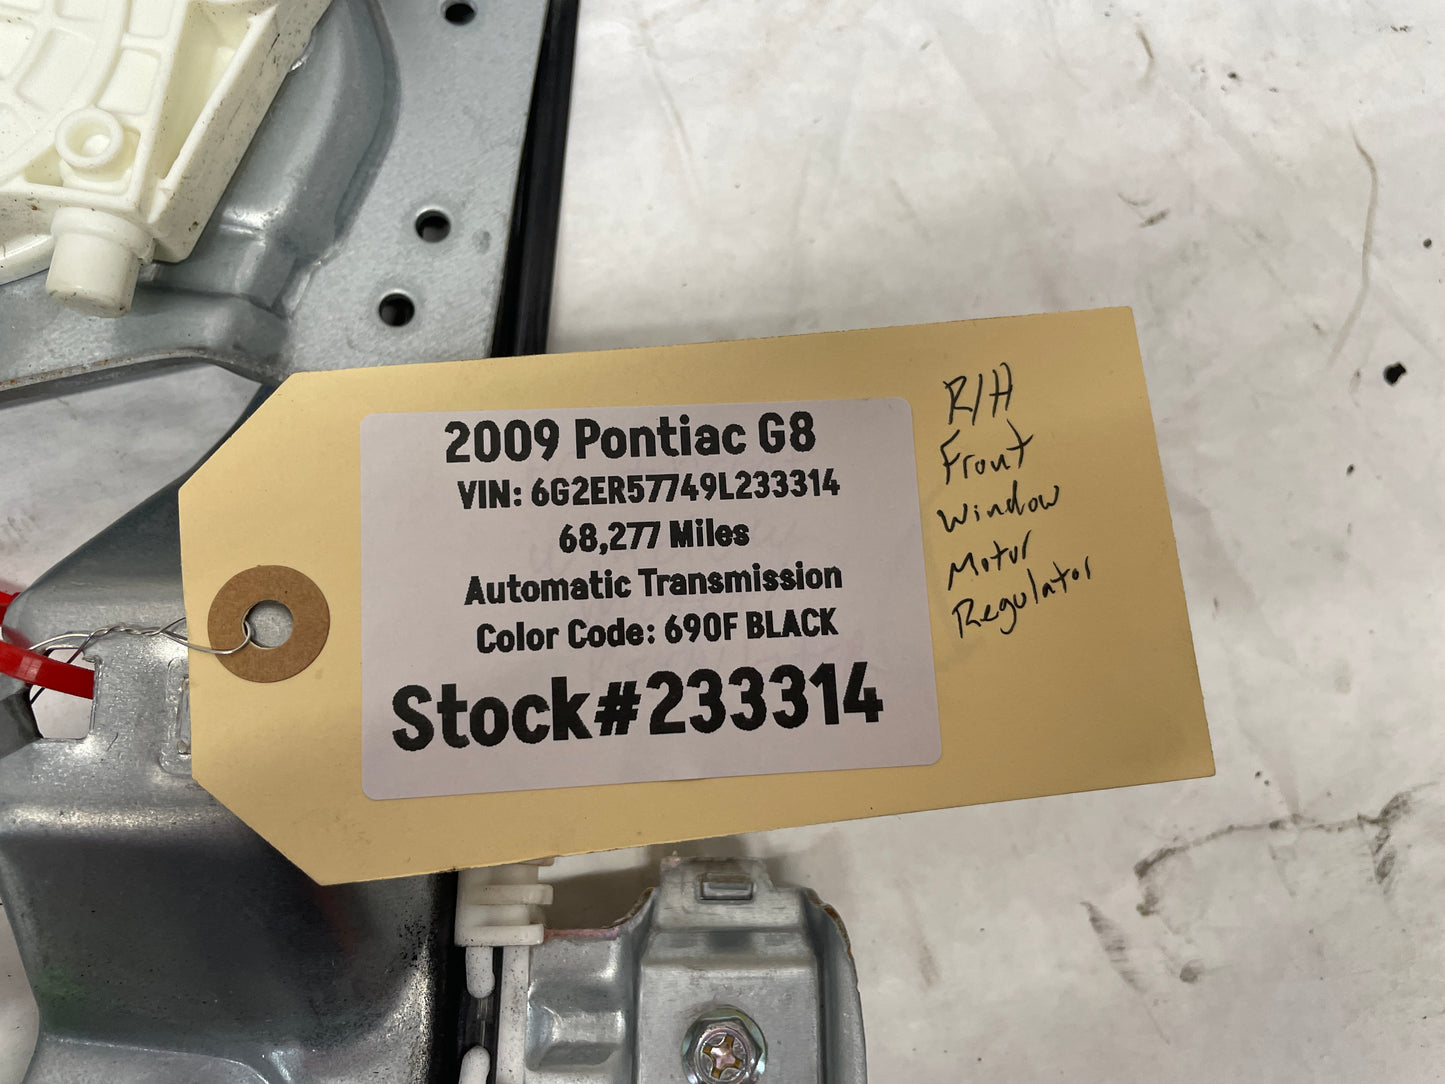 2009 Pontiac G8
VIN: 6G2ER57749L233314
68,277 Miles
Automatic Transmission
Color Code: 690F BLACK
Stock#233314
R/H
Front
Window
Motor
Regulator